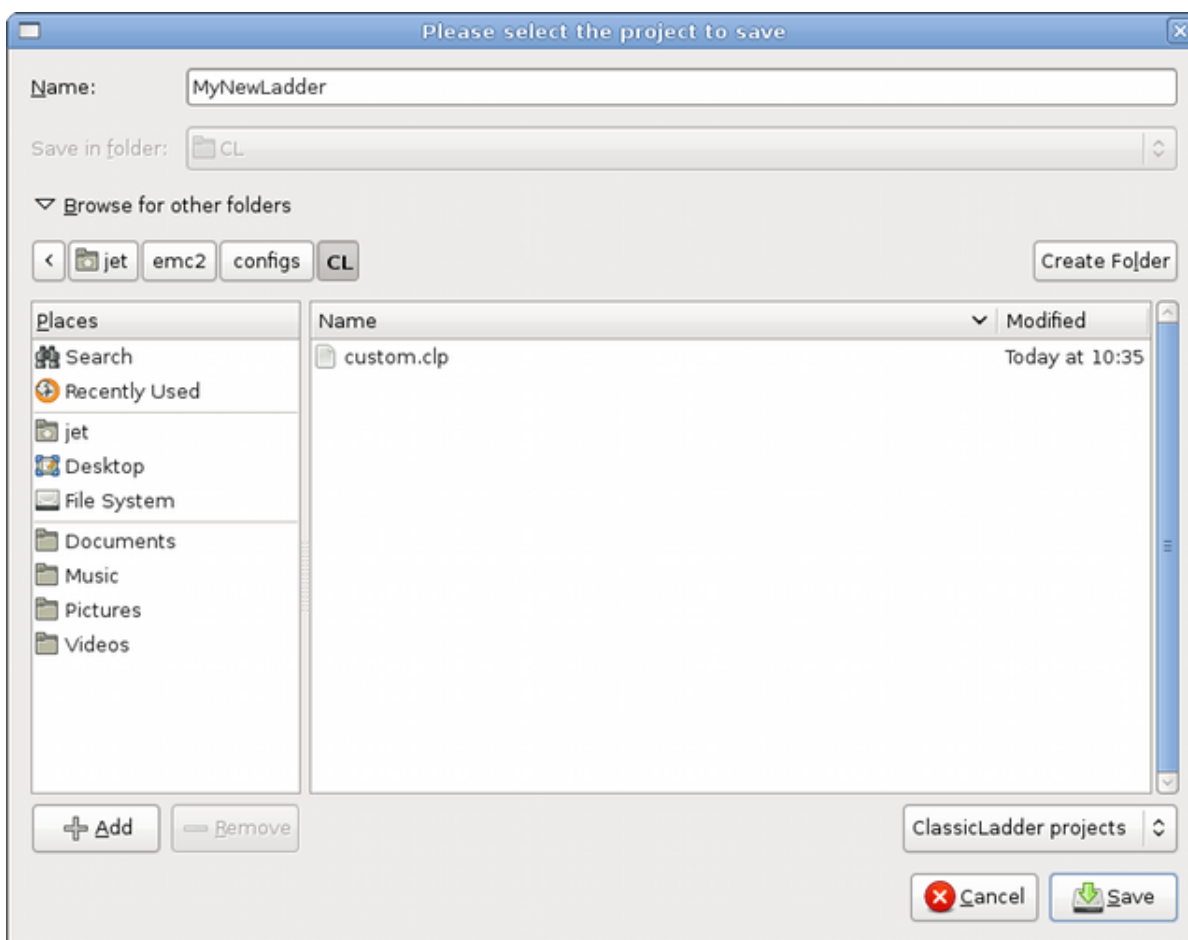 Please select the project to save
Name: MyNewLadder
Save in folder: CL
Browse for other folders
< jet emc2 configs CL Create Folder
Places Name Modified
Search custom.clp Today at 10:35
Recently Used
jet
Desktop
File System
Documents
Music
Pictures
Videos
Add Remove ClassicLadder projects
Cancel Save